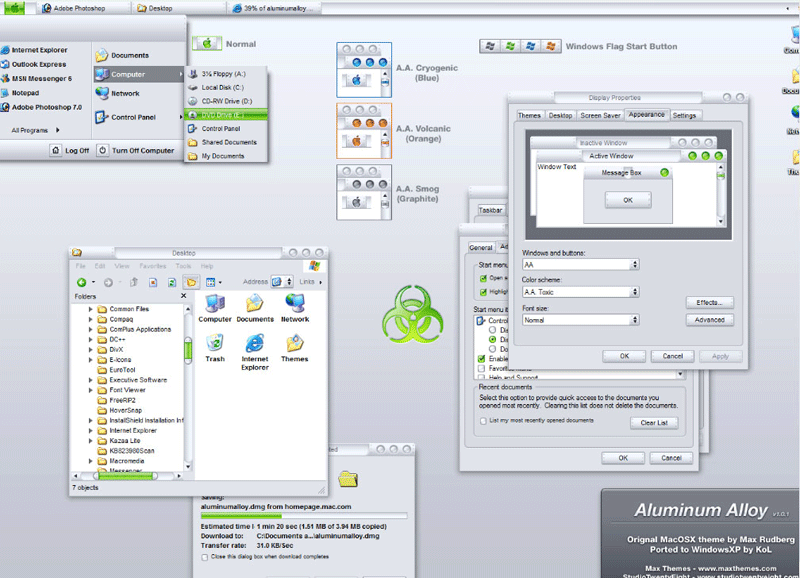 Adobe Photoshop
Desktop
39% of aluminumalloy....
Internet Explorer
Outlook Express
MSN Messenger 6
Notepad
Adobe Photoshop 7.0
All Programs
Documents
Computer
Network
Control Panel
Log Off
Turn Off Computer
3½ Floppy (A:)
Local Disk (C:)
CD-RW Drive (D:)
DVD Drive (E:)
Control Panel
Shared Documents
My Documents
Normal
A.A. Cryogenic
(Blue)
A.A. Volcanic
(Orange)
A.A. Smog
(Graphite)
Windows Flag Start Button
Display Properties
Themes
Desktop
Screen Saver
Appearance
Settings
Inactive Window
Active Window
Window Text
Message Box
OK
Windows and buttons:
AA
Color scheme:
A.A. Toxic
Font size:
Normal
Effects...
Advanced
OK
Cancel
Apply
Taskbar
General
Start menu
Start menu it
Enable
Help and Support
Recent documents
Select this option to provide quick access to the documents you
opened most recently. Clearing this list does not delete the documents.
List my most recently opened documents
Clear List
OK
Cancel
Desktop
File
Edit
View
Favorites
Tools
Help
Address
Links
Folders
Common Files
Compaq
ComPlus Applications
DC++
DivX
E-Icons
EuroTool
Executive Software
Font Viewer
FreeRIP2
HoverSnap
InstallShield Installation Inf
Internet Explorer
Kazaa Lite
KB823980Scan
Macromedia
Messenger
Computer
Documents
Network
Trash
Internet
Explorer
Themes
7 objects
Saving:
aluminumalloy.dmg from homepage.mac.com
Estimated time l 1 min 20 sec (1.51 MB of 3.94 MB copied)
Download to:
C:\Documents a...\aluminumalloy.dmg
Transfer rate:
31.0 KB/Sec
Close this dialog box when download completes
Aluminum Alloy v1.0.1
Orignal MacOSX theme by Max Rudberg
Ported to WindowsXP by KoL
Max Themes - www.maxthemes.com
StudioTwentyEight - www.studiotwentyeight.com